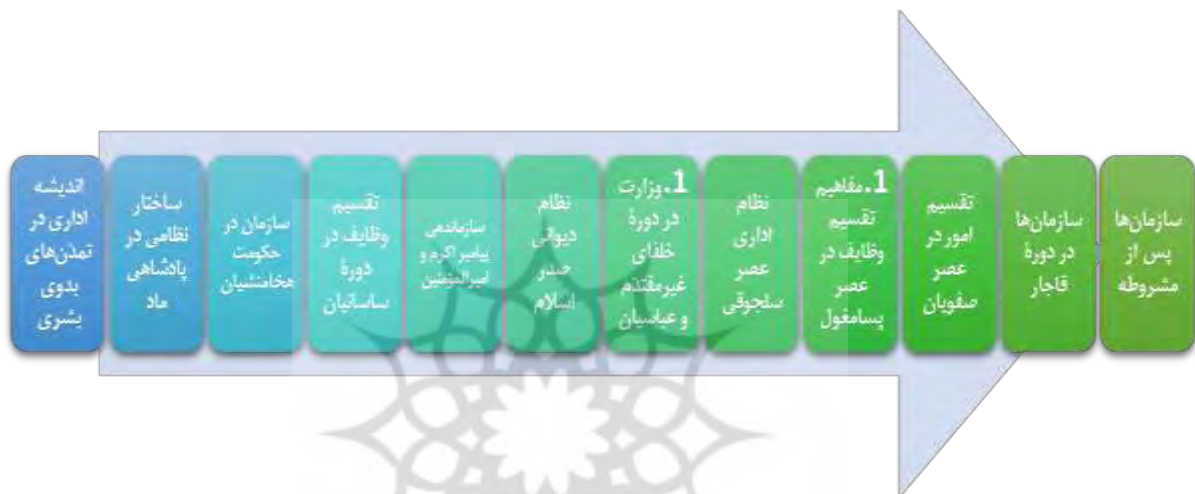 اندیشه
اداری در
تمدن‌های
بدوی
بشری
ساختار
نظامی در
پادشاهی
ماد
سازمان در
حکومت
هخامنشیان
تقسیم
وظایف در
دورۀ
ساسانیان
سازماندهی
پیامبر اکرم و
امیرالمؤمنین
نظام
دیوانی
صدر
اسلام
1.وزارت
در دورۀ
خلفای
غیرمقتدم
و عباسیان
نظام
اداری
عصر
سلجوقی
1.مفاهیم
تقسیم
وظایف در
عصر
پسامغول
تقسیم
امور در
عصر
صفویان
سازمان‌ها
در دورۀ
قاجار
سازمان‌ها
پس از
مشروطه